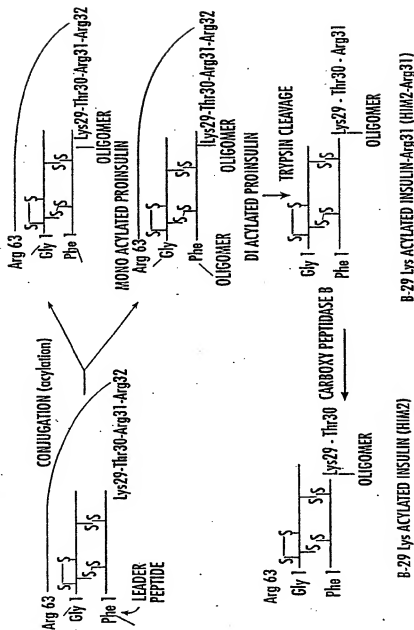 Arg 63
Gly 1
Phe 1
LEADER
PEPTIDE
S—S
S
S
S
S
Lys29-Thr30-Arg31-Arg32
CONJUGATION (acylation)
Arg 63
Gly 1
Phe 1
S—S
S
S
S
S
Lys29-Thr30-Arg31-Arg32
OLIGOMER
MONO ACYLATED PROINSULIN
Arg 63
Gly 1
Phe 1
OLIGOMER
S—S
S
S
S
S
Lys29-Thr30-Arg31-Arg32
OLIGOMER
DI ACYLATED PROINSULIN
TRYPSIN CLEAVAGE
Gly 1
Phe 1
S—S
S
S
S
S
Lys29 - Thr30 - Arg31
OLIGOMER
B-29 Lys ACYLATED INSULIN-Arg31 (HIM2-Arg31)
CARBOXY PEPTIDASE B
Arg 63
Gly 1
Phe 1
S—S
S
S
S
S
Lys29 - Thr30
OLIGOMER
B-29 Lys ACYLATED INSULIN (HIM2)